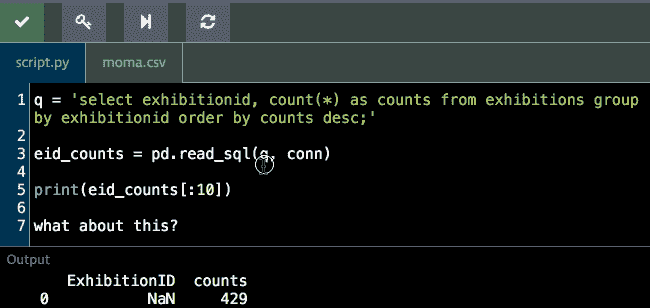 script.py
moma.csv
1 q = 'select exhibitionid, count(*) as counts from exhibitions group
by exhibitionid order by counts desc;'
2
3 eid_counts = pd.read_sql(q, conn)
4
5 print(eid_counts[:10])
6
7 what about this?
Output
ExhibitionID counts
0 NaN 429